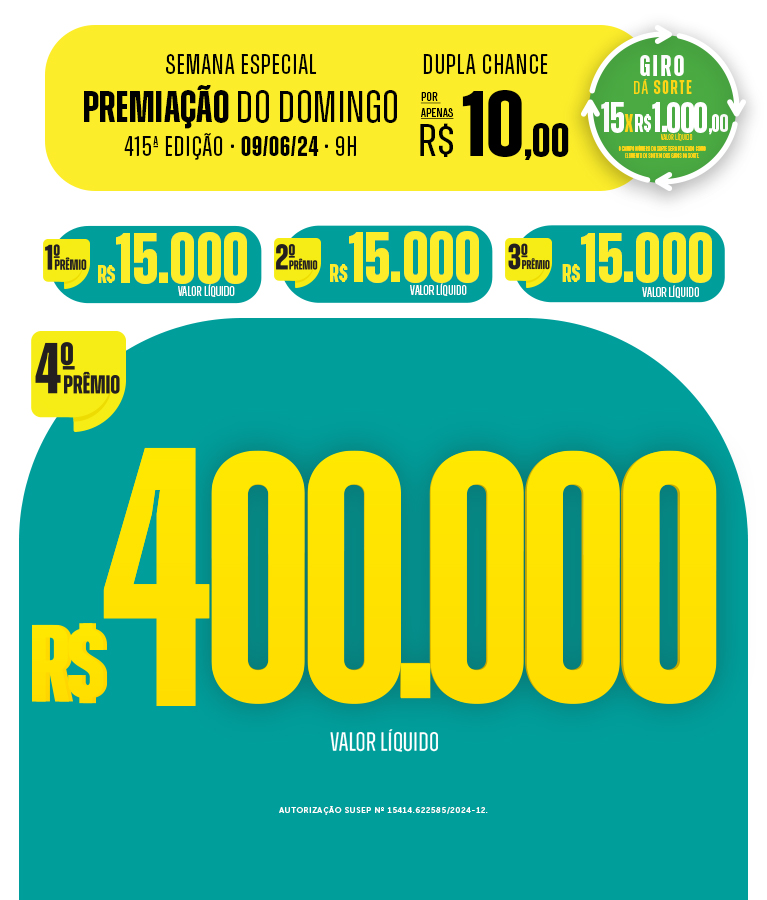 SEMANA ESPECIAL
PREMIAÇÃO DO DOMINGO
415ª EDIÇÃO · 09/06/24 · 9H
DUPLA CHANCE
POR
APENAS
R$ 10,00
GIRO
DÁ SORTE
15XR$1.000,00
VALOR LÍQUIDO
1º PRÊMIO
R$ 15.000
VALOR LÍQUIDO
2º PRÊMIO
R$ 15.000
VALOR LÍQUIDO
3º PRÊMIO
R$ 15.000
VALOR LÍQUIDO
4º PRÊMIO
R$ 400.000
VALOR LÍQUIDO
AUTORIZAÇÃO SUSEP Nº 15414.622585/2024-12.